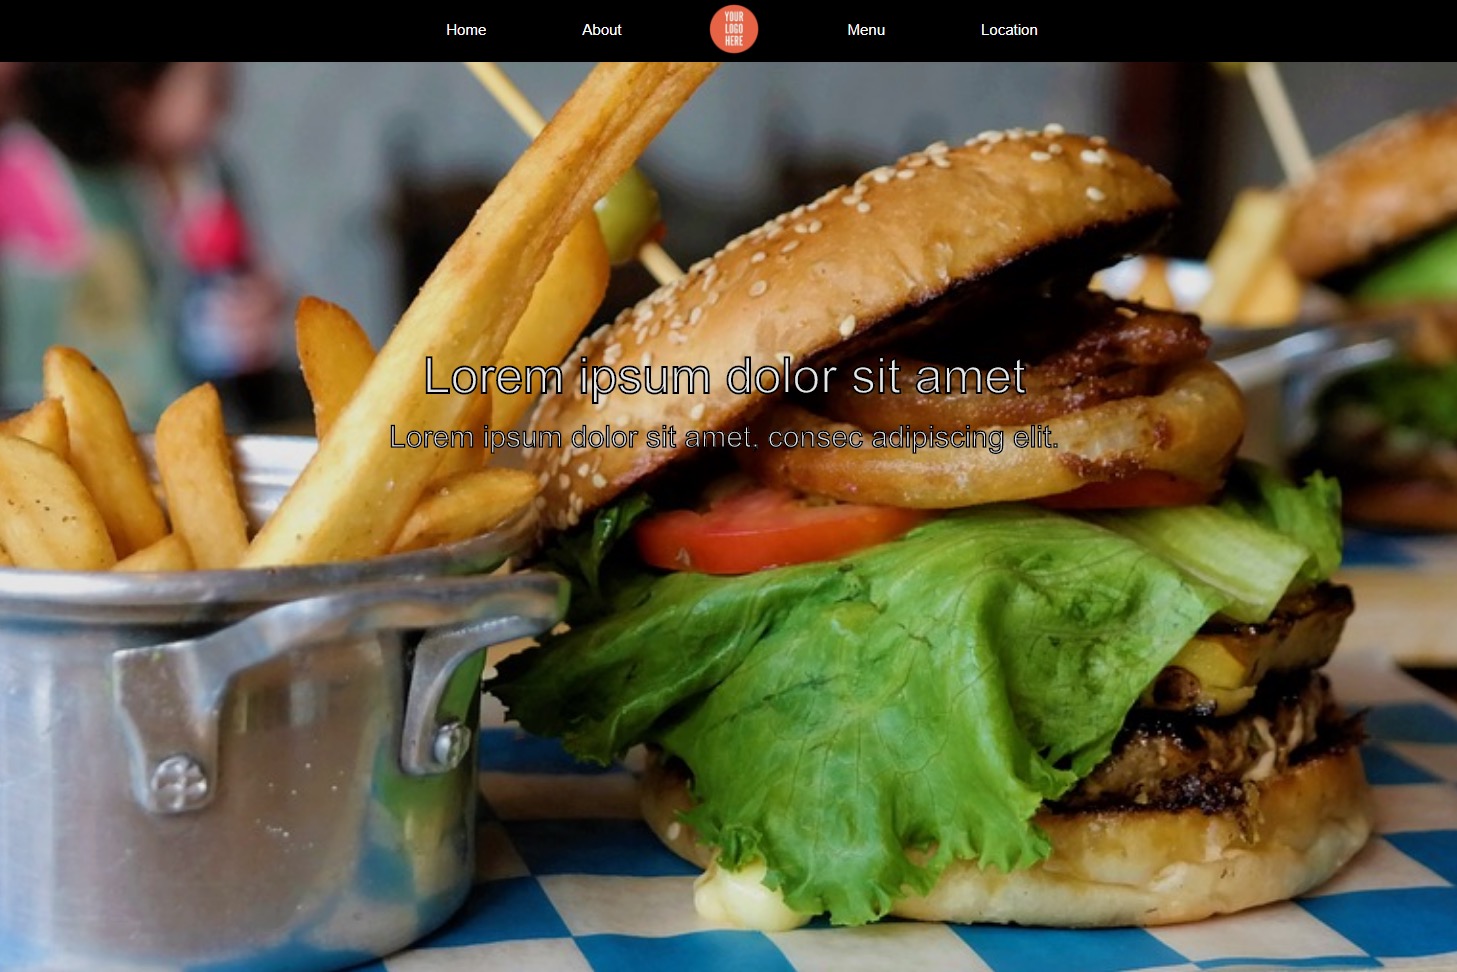 Home
About
YOUR
LOGO
HERE
Menu
Location
Lorem ipsum dolor sit amet
Lorem ipsum dolor sit amet, consec adipiscing elit.